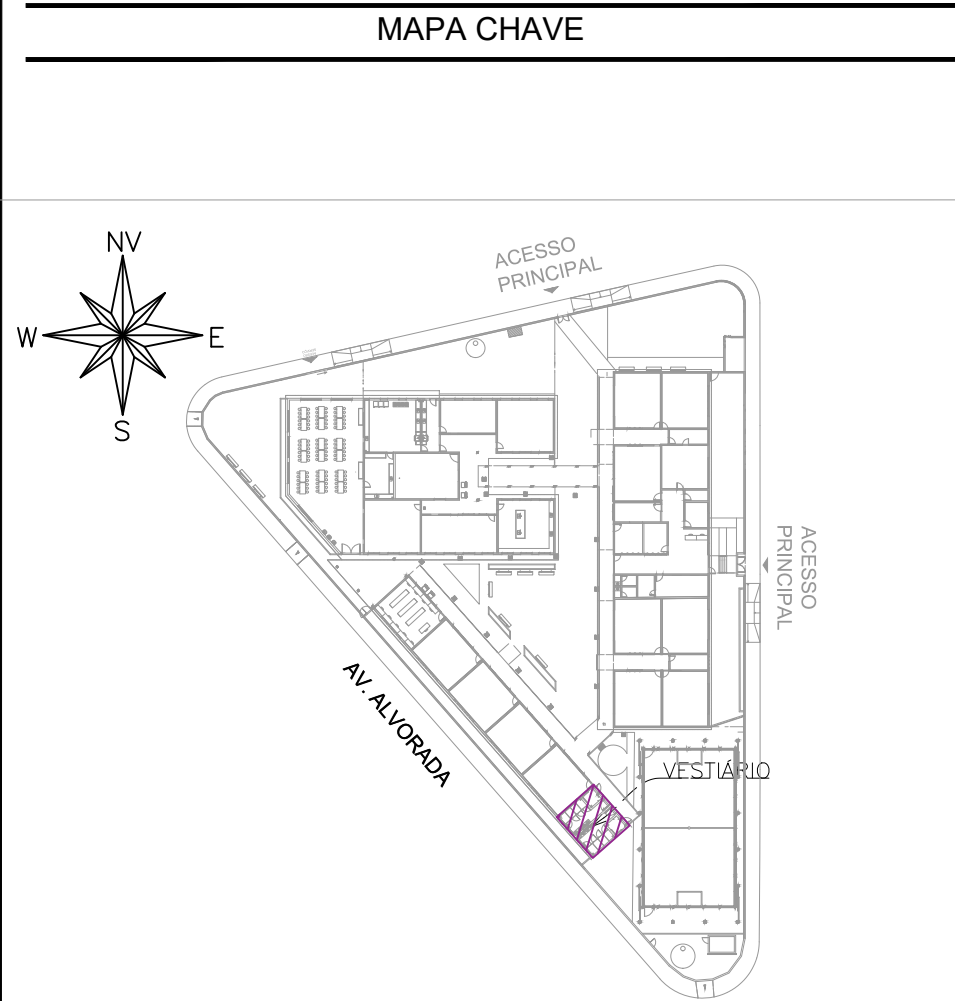 MAPA CHAVE
NV
W
E
S
ACESSO
PRINCIPAL
ACESSO
PRINCIPAL
AV. ALVORADA
VESTIÁRIO